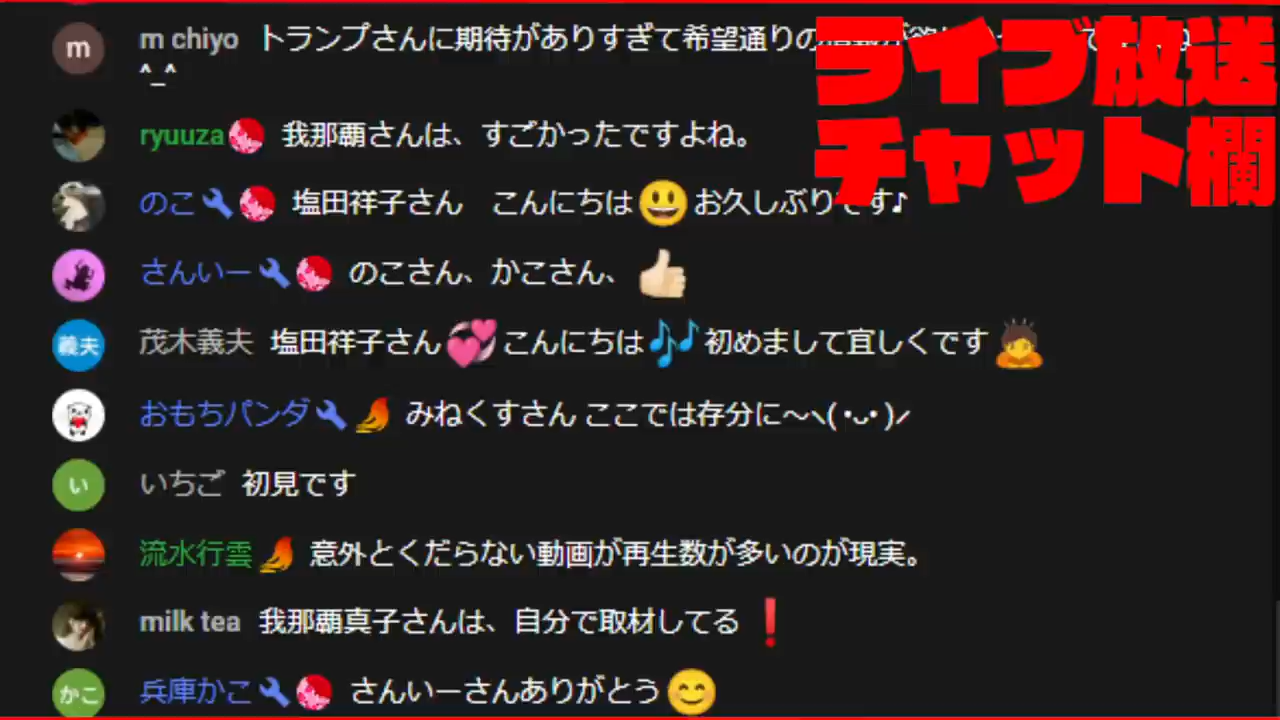 m chiyo トランプさんに期待がありすぎて希望通りの
^_^
ライブ放送
チャット欄
ryuuza 我那覇さんは、すごかったですよね。
のこ 塩田祥子さん　こんにちは😃お久しぶりです♪
さんいー のこさん、かこさん、👍🏻
義夫
茂木義夫 塩田祥子さん💞こんにちは🎶初めまして宜しくです🙇
おもちパンダ みねくすさん ここでは存分に〜ヽ( •ᴗ• )ノ
い
いちご 初見です
流水行雲 意外とくだらない動画が再生数が多いのが現実。
milk tea 我那覇真子さんは、自分で取材してる❗
かこ
兵庫かこ さんいーさんありがとう😊
m